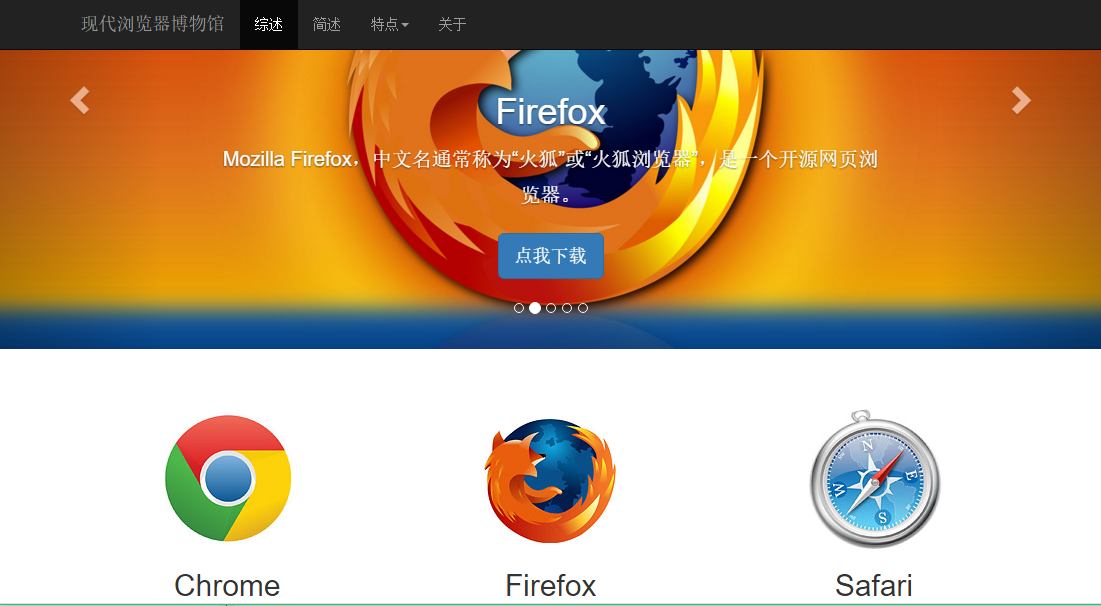 现代浏览器博物馆 综述 简述 特点 关于
Firefox
Mozilla Firefox，中文名通常称为“火狐”或“火狐浏览器”，是一个开源网页浏
览器。
点我下载
N
E
W
S
Chrome Firefox Safari